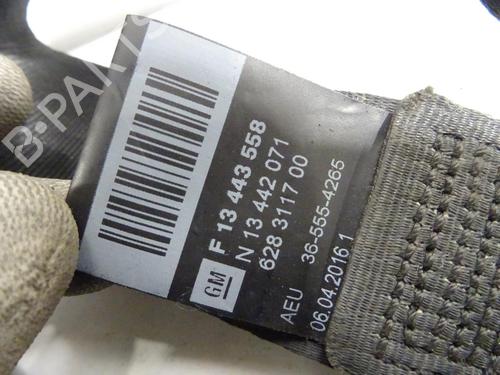 GM
F 13 443 558
N 13 442 071
628 3117 00
AEU 36-555-4265
06.04.2016 1
B-PARTS